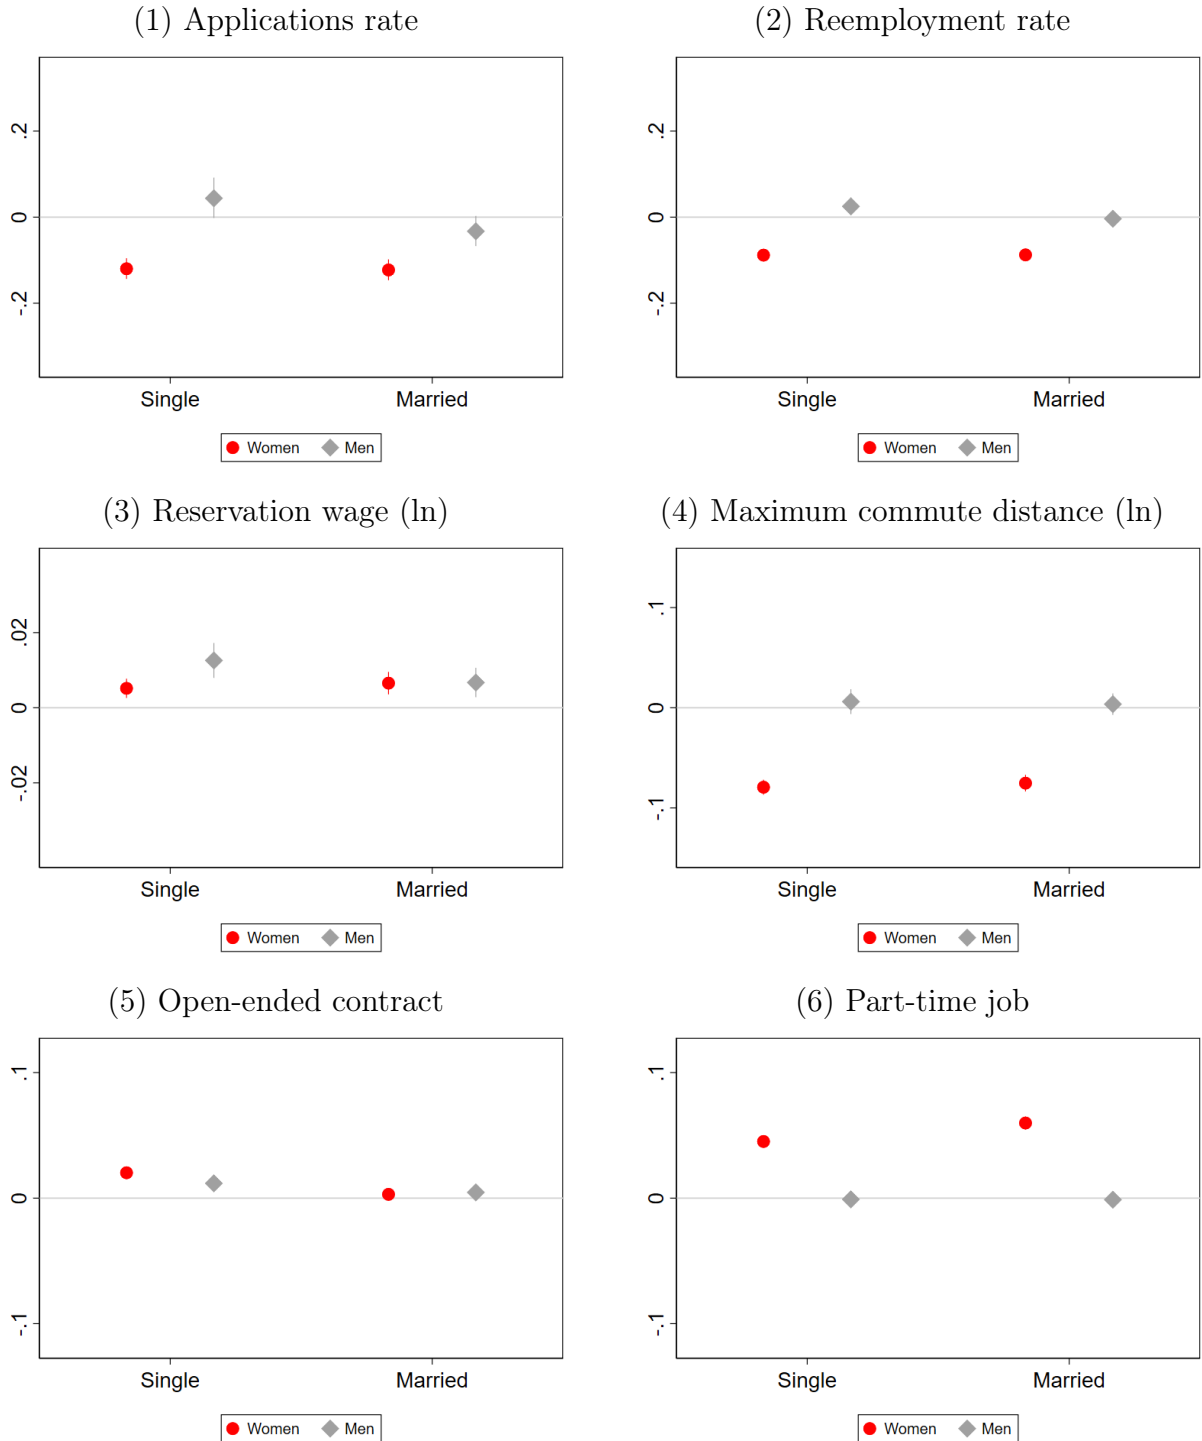 (1) Applications rate
(2) Reemployment rate
.2
0
-.2
Single
Married
Women
Men
.2
0
-.2
Single
Married
Women
Men
(3) Reservation wage (ln)
(4) Maximum commute distance (ln)
.02
0
-.02
Single
Married
Women
Men
.1
0
-.1
Single
Married
Women
Men
(5) Open-ended contract
(6) Part-time job
.1
0
-.1
Single
Married
Women
Men
.1
0
-.1
Single
Married
Women
Men